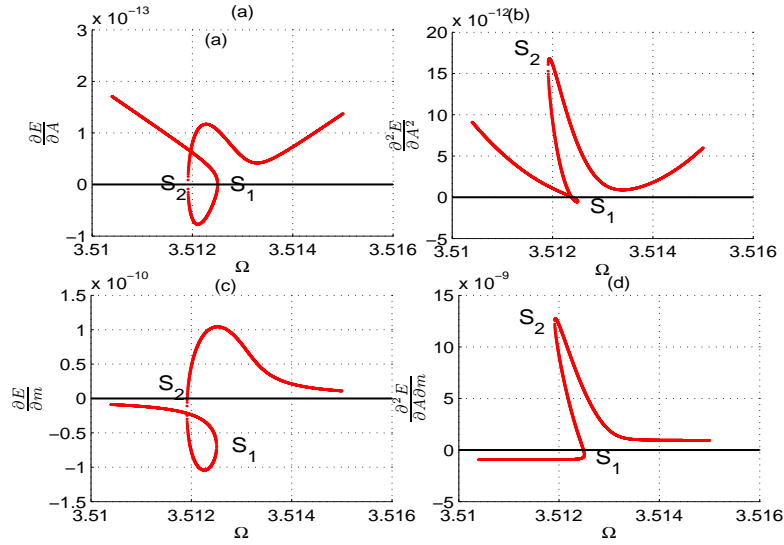 x 10⁻¹³
(a)
(a)
3
2
1
0
−1
∂E/∂A
S₂
S₁
3.51
3.512
3.514
3.516
Ω
x 10⁻¹²
(b)
20
15
10
5
0
−5
∂²E/∂A²
S₂
S₁
3.51
3.512
3.514
3.516
Ω
x 10⁻¹⁰
(c)
1.5
1
0.5
0
−0.5
−1
−1.5
∂E/∂m
S₂
S₁
3.51
3.512
3.514
3.516
Ω
x 10⁻⁹
(d)
15
10
5
0
−5
∂²E/∂A∂m
S₂
S₁
3.51
3.512
3.514
3.516
Ω